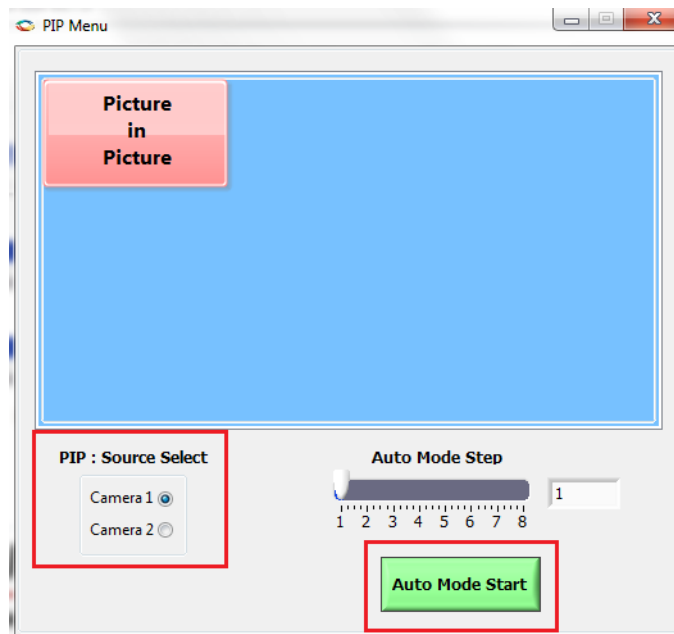 PIP Menu
Picture
in
Picture
PIP : Source Select
Camera 1
Camera 2
Auto Mode Step
1 2 3 4 5 6 7 8
1
Auto Mode Start